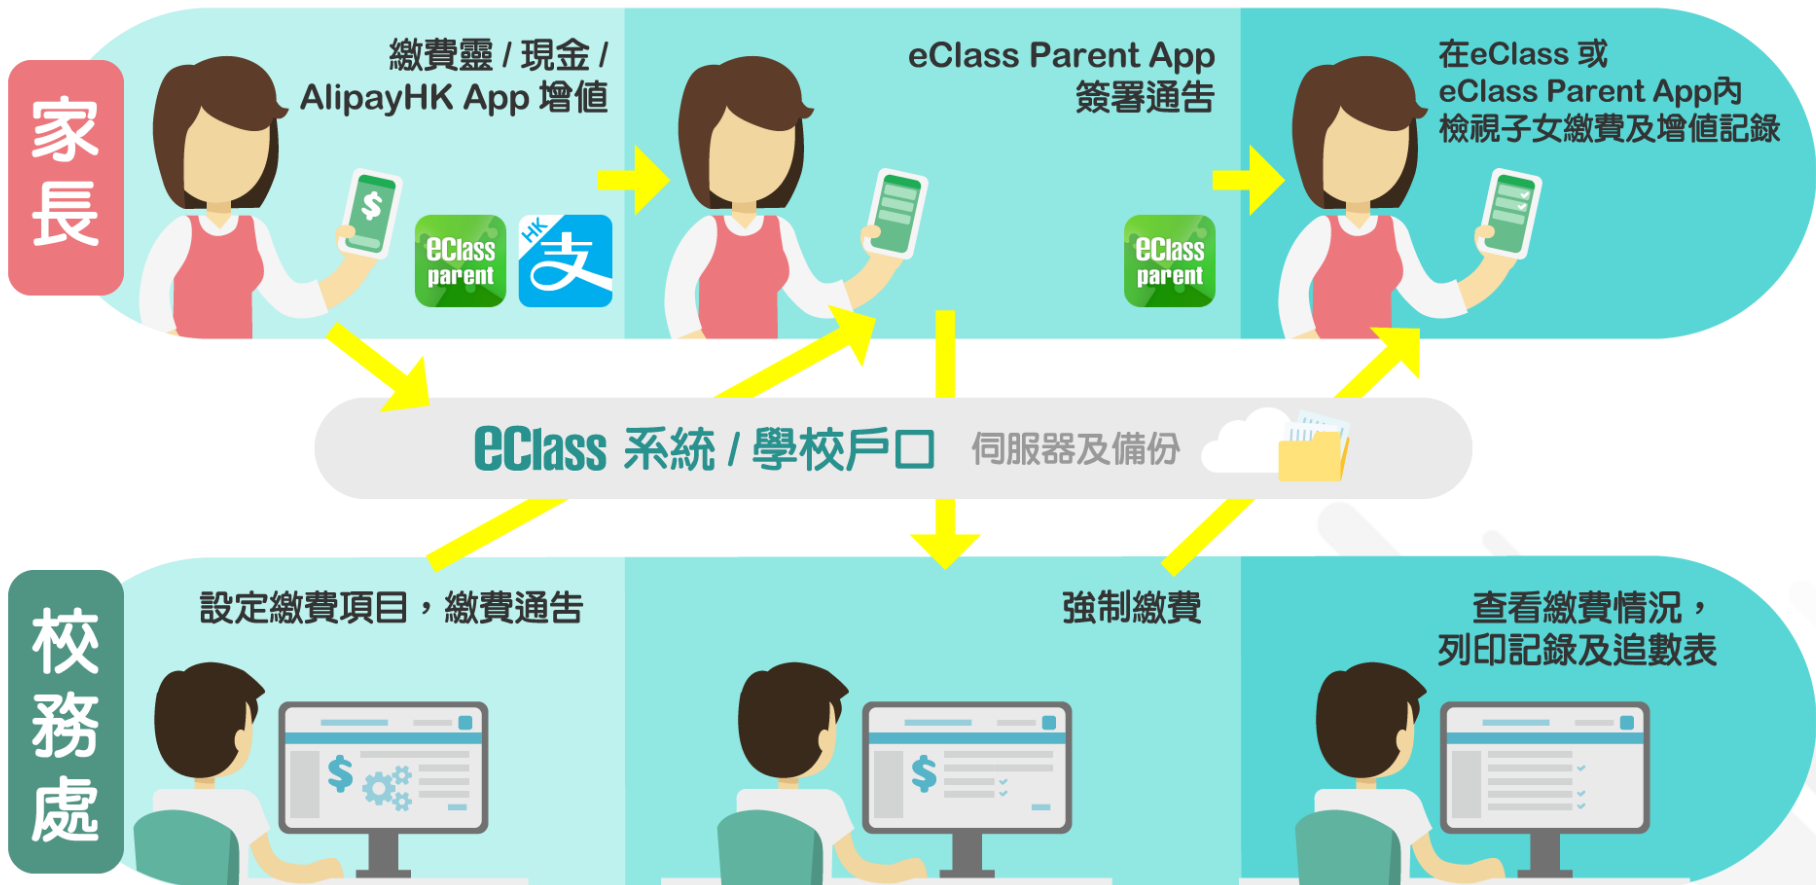 家長
繳費靈 / 現金 /
AlipayHK App 增值
eClass
parent
HK
支
eClass Parent App
簽署通告
eClass
parent
在eClass 或
eClass Parent App內
檢視子女繳費及增值記錄
eClass 系統 / 學校戶口 伺服器及備份
校務處
設定繳費項目，繳費通告
強制繳費
查看繳費情況，
列印記錄及追數表